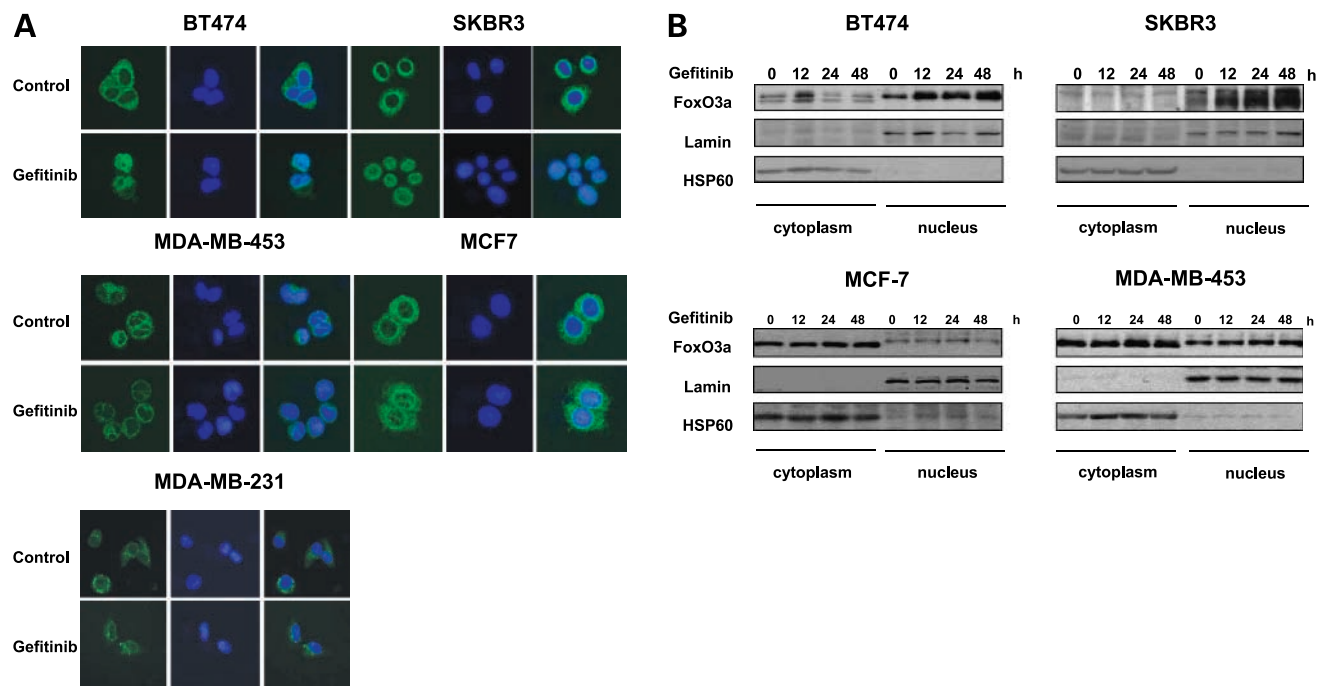 A
BT474 SKBR3
Control
Gefitinib
MDA-MB-453 MCF7
Control
Gefitinib
MDA-MB-231
Control
Gefitinib
B
BT474 SKBR3
Gefitinib 0 12 24 48 0 12 24 48 h 0 12 24 48 0 12 24 48 h
FoxO3a
Lamin
HSP60
cytoplasm nucleus cytoplasm nucleus
MCF-7 MDA-MB-453
Gefitinib 0 12 24 48 0 12 24 48 h 0 12 24 48 0 12 24 48 h
FoxO3a
Lamin
HSP60
cytoplasm nucleus cytoplasm nucleus